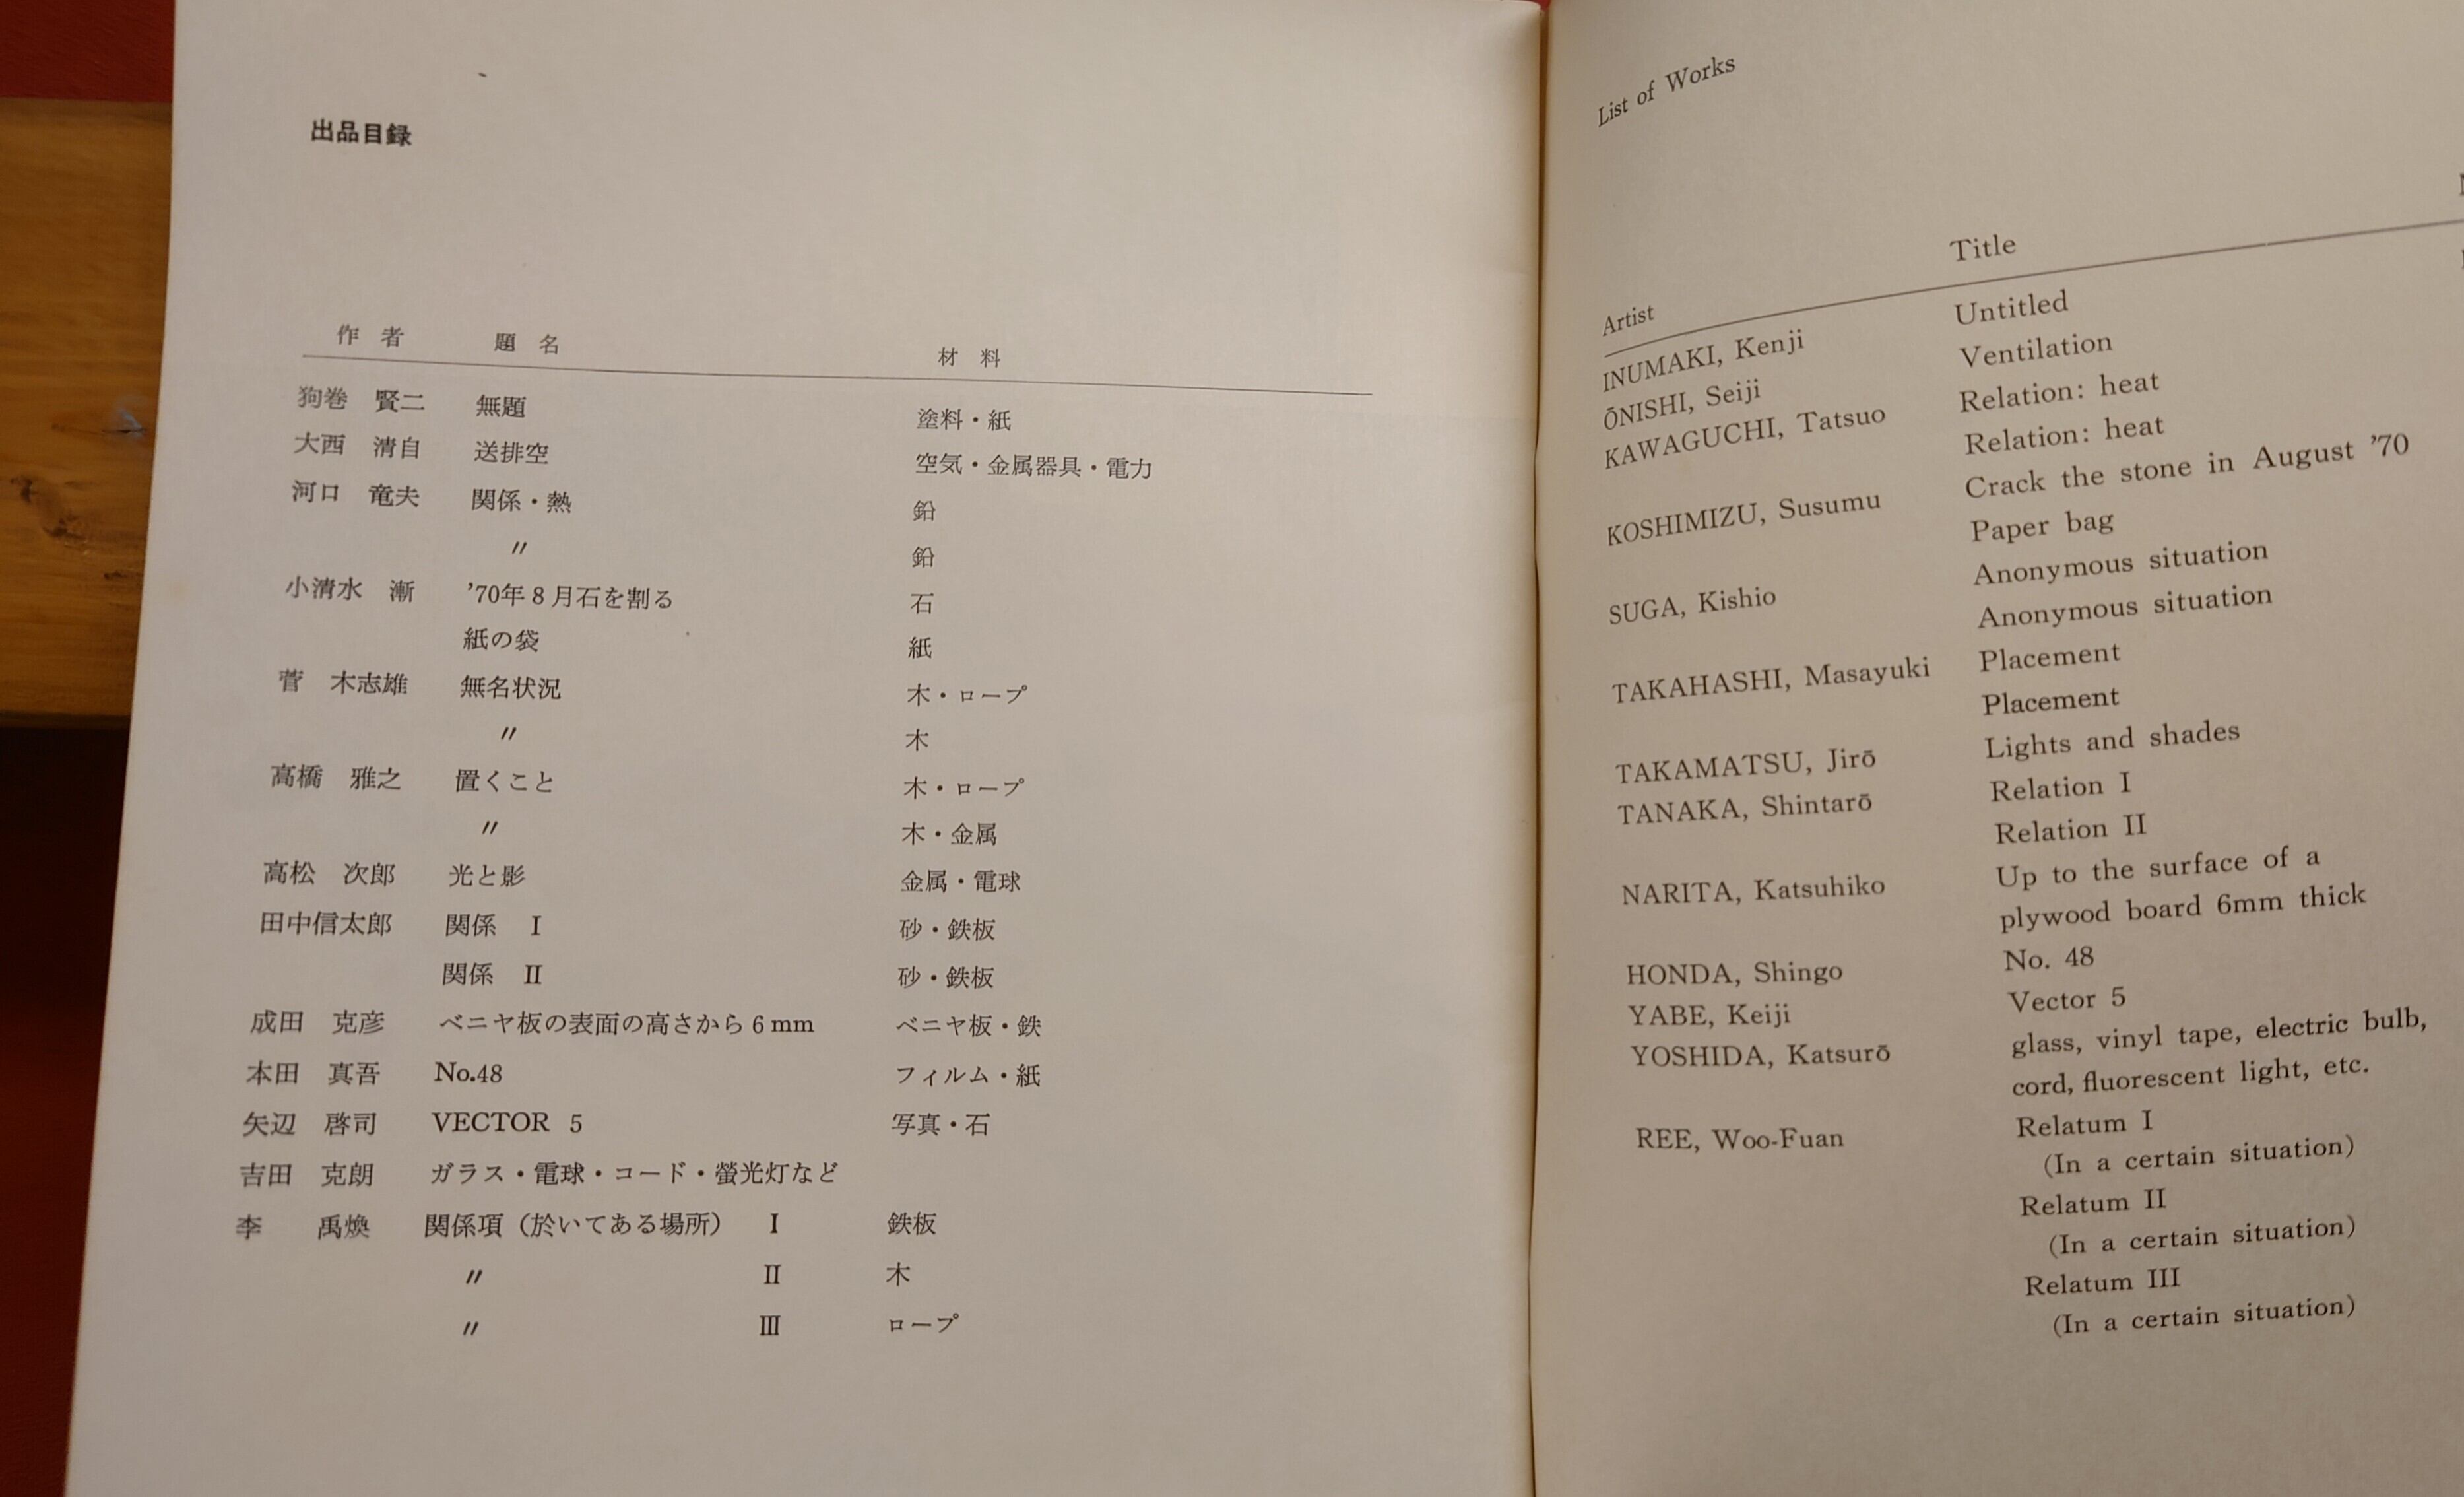 出品目録
作者 題名 材料
狗巻 賢二 無題 塗料・紙
大西 清自 送排空 空気・金属器具・電力
河口 竜夫 関係・熱 鉛
〃 鉛
小清水 漸 ’70年8月石を割る 石
紙の袋 紙
菅 木志雄 無名状況 木・ロープ
〃 木
高橋 雅之 置くこと 木・ロープ
〃 木・金属
高松 次郎 光と影 金属・電球
田中信太郎 関係 Ⅰ 砂・鉄板
関係 Ⅱ 砂・鉄板
成田 克彦 ベニヤ板の表面の高さから6mm ベニヤ板・鉄
本田 真吾 No.48 フィルム・紙
矢辺 啓司 VECTOR 5 写真・石
吉田 克朗 ガラス・電球・コード・螢光灯など
李 禹煥 関係項（於いてある場所） Ⅰ 鉄板
〃 Ⅱ 木
〃 Ⅲ ロープ
List of Works
Artist Title
INUMAKI, Kenji Untitled
ŌNISHI, Seiji Ventilation
KAWAGUCHI, Tatsuo Relation: heat
Relation: heat
KOSHIMIZU, Susumu Crack the stone in August ’70
Paper bag
SUGA, Kishio Anonymous situation
Anonymous situation
TAKAHASHI, Masayuki Placement
Placement
TAKAMATSU, Jirō Lights and shades
TANAKA, Shintarō Relation I
Relation II
NARITA, Katsuhiko Up to the surface of a
plywood board 6mm thick
HONDA, Shingo No. 48
YABE, Keiji Vector 5
YOSHIDA, Katsurō glass, vinyl tape, electric bulb,
cord, fluorescent light, etc.
REE, Woo-Fuan Relatum I
(In a certain situation)
Relatum II
(In a certain situation)
Relatum III
(In a certain situation)